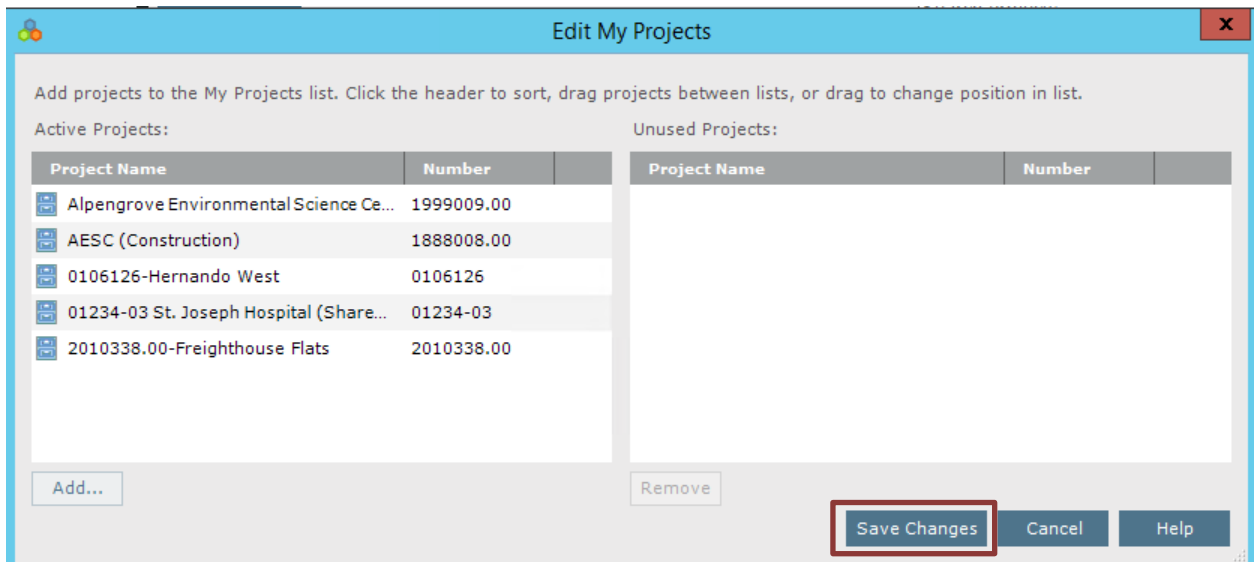 Edit My Projects
x
Add projects to the My Projects list. Click the header to sort, drag projects between lists, or drag to change position in list.
Active Projects:
Unused Projects:
Project Name Number
Project Name Number
Alpengrove Environmental Science Ce... 1999009.00
AESC (Construction) 1888008.00
0106126-Hernando West 0106126
01234-03 St. Joseph Hospital (Share... 01234-03
2010338.00-Freighthouse Flats 2010338.00
Add...
Remove
Save Changes Cancel Help